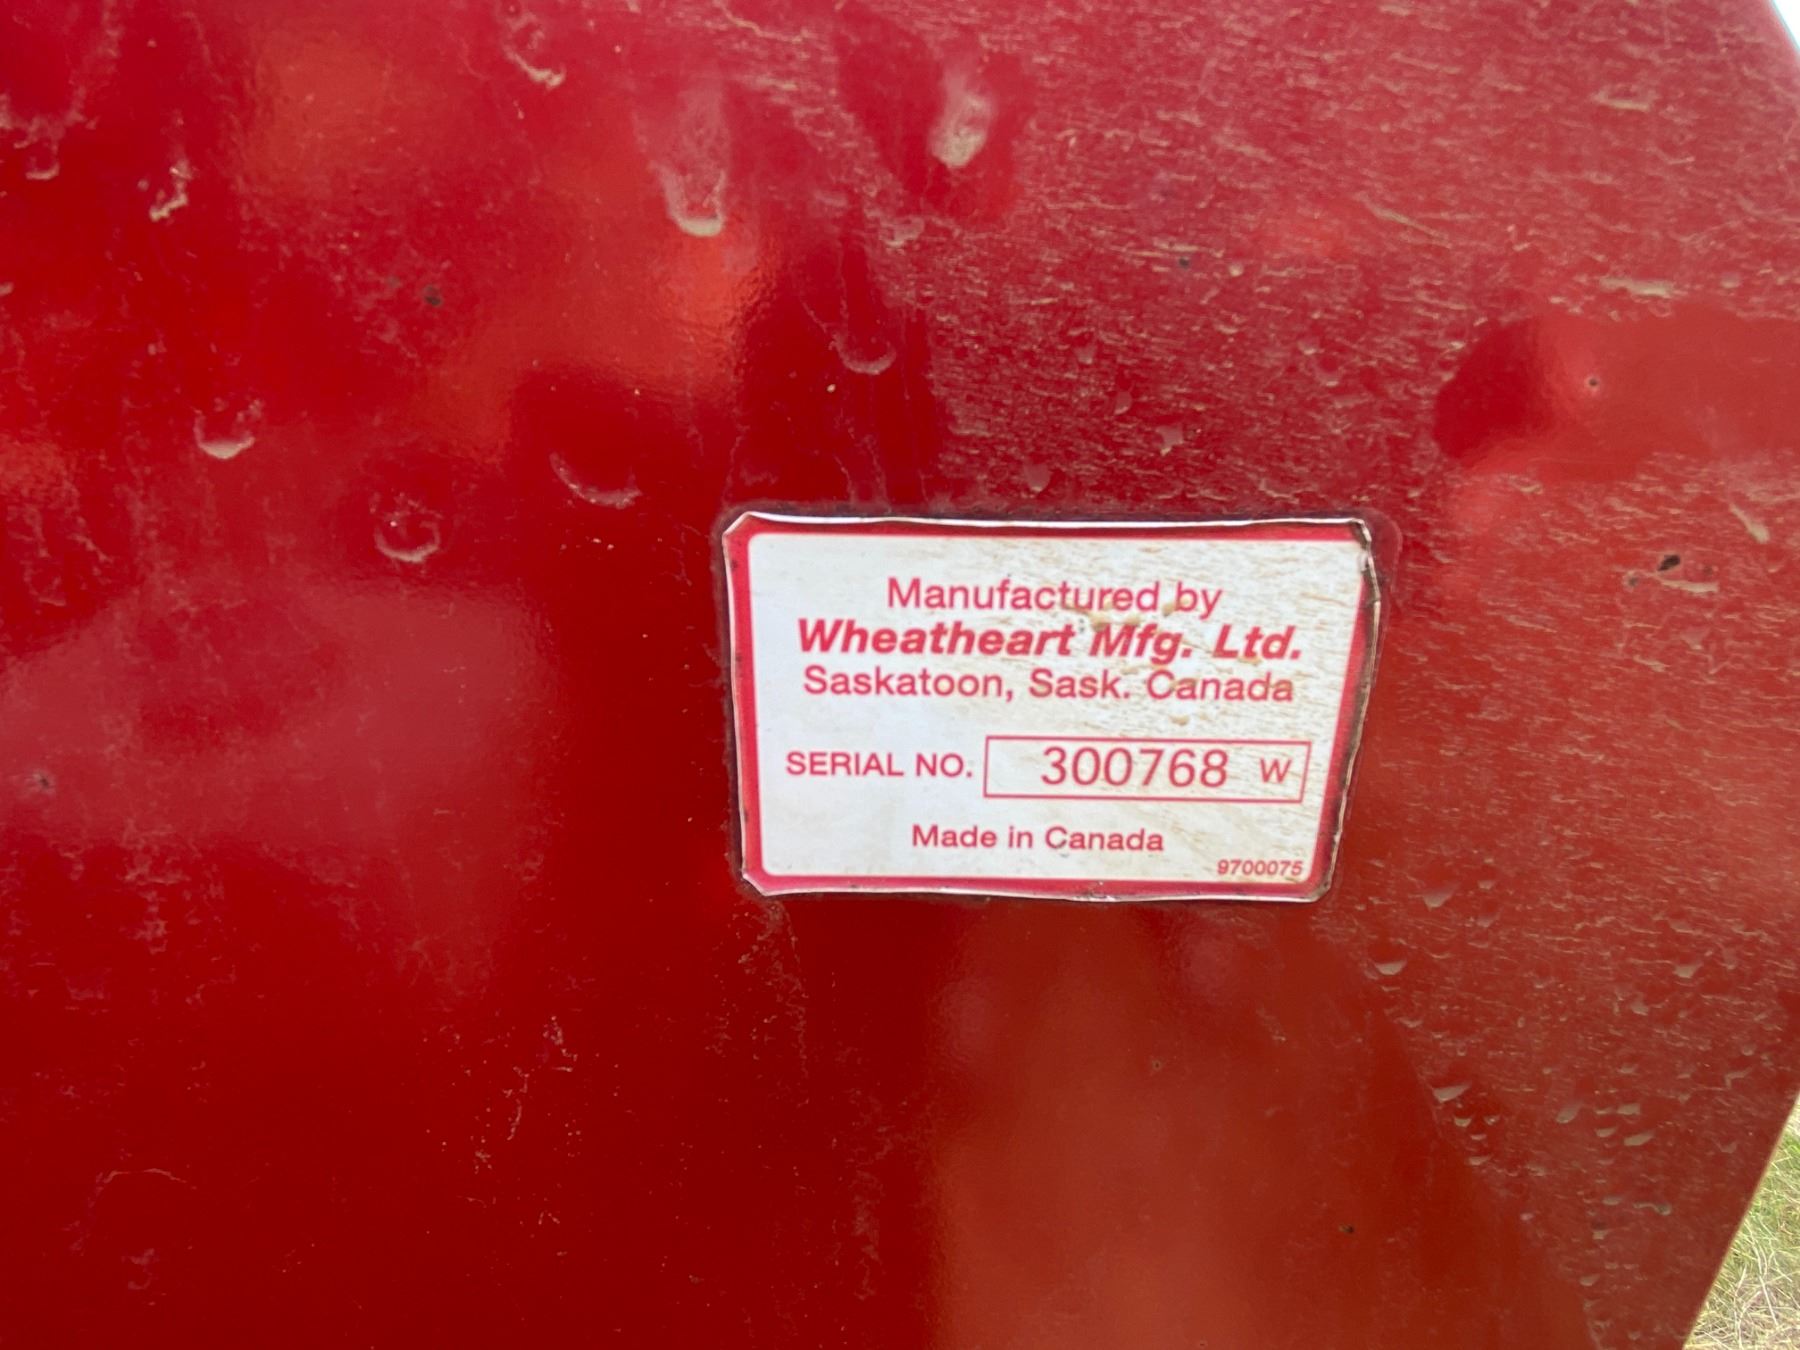 Manufactured by
Wheatheart Mfg. Ltd.
Saskatoon, Sask. Canada
SERIAL NO. 300768 W
Made in Canada
9700075